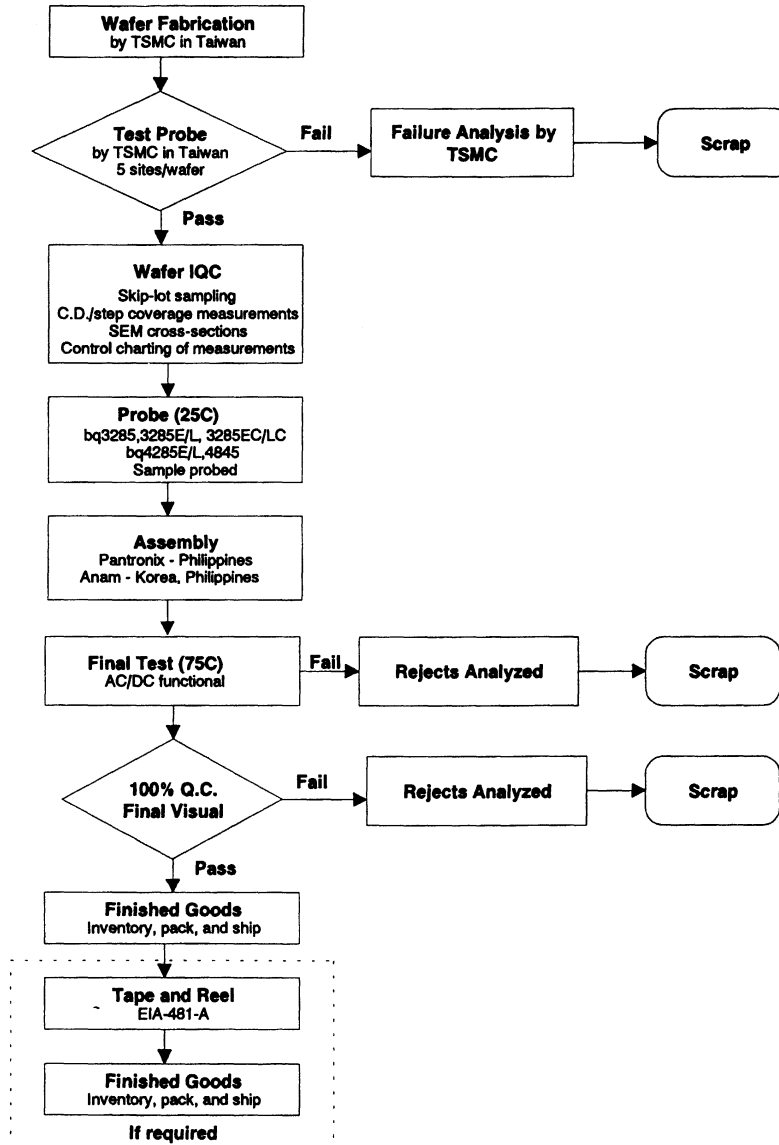 Wafer Fabrication
by TSMC in Taiwan
Test Probe
by TSMC in Taiwan
5 sites/wafer
Fail
Failure Analysis by
TSMC
Scrap
Pass
Wafer IQC
Skip-lot sampling
C.D./step coverage measurements
SEM cross-sections
Control charting of measurements
Probe (25C)
bq3285,3285E/L, 3285EC/LC
bq4285E/L,4845
Sample probed
Assembly
Pantronix - Philippines
Anam - Korea, Philippines
Final Test (75C)
AC/DC functional
Fail
Rejects Analyzed
Scrap
100% Q.C.
Final Visual
Fail
Rejects Analyzed
Scrap
Pass
Finished Goods
Inventory, pack, and ship
Tape and Reel
EIA-481-A
Finished Goods
Inventory, pack, and ship
If required